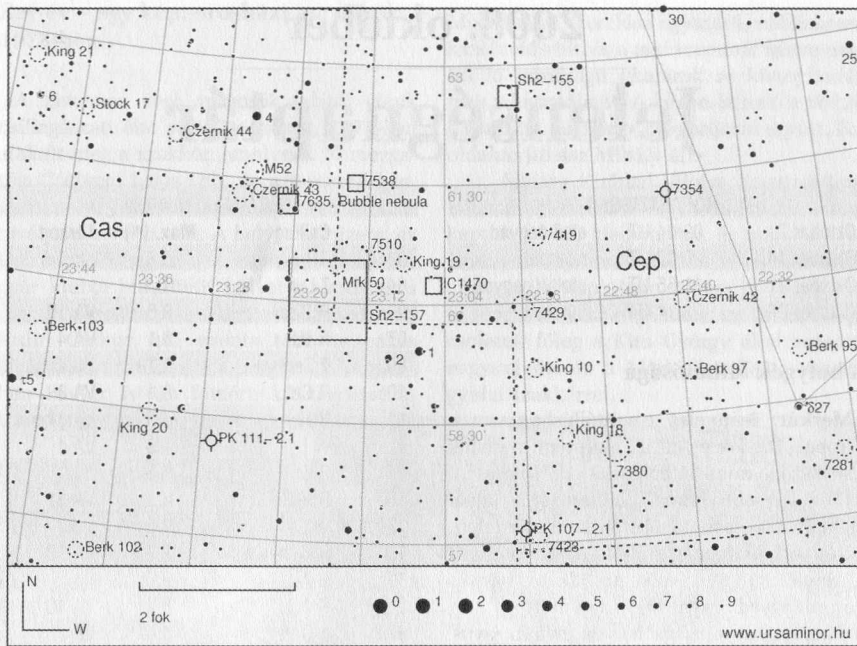 2008. október
30
King 21
63
Sh2-155
25
6
Stock 17
4
Czernik 44
M52
7538
61 30'
7354
Czernik 43
7635, Bubble nebula
Cas
7419
7510
King 19
Cep
23:44
23:36
23:28
23:20
Mrk 50
23:12
IC1470
23:04
22:56
22:48
22:40
22:32
Czernik 42
7429
Sh2-157
60
Berk 103
1
2
Berk 95
King 10
Berk 97
τ5
δ27
King 20
58 30'
King 18
PK 111-2.1
7380
7281
PK 107-2.1
Berk 102
7423
57
N
W
2 fok
0 1 2 3 4 5 6 7 8 9
www.ursaminor.hu